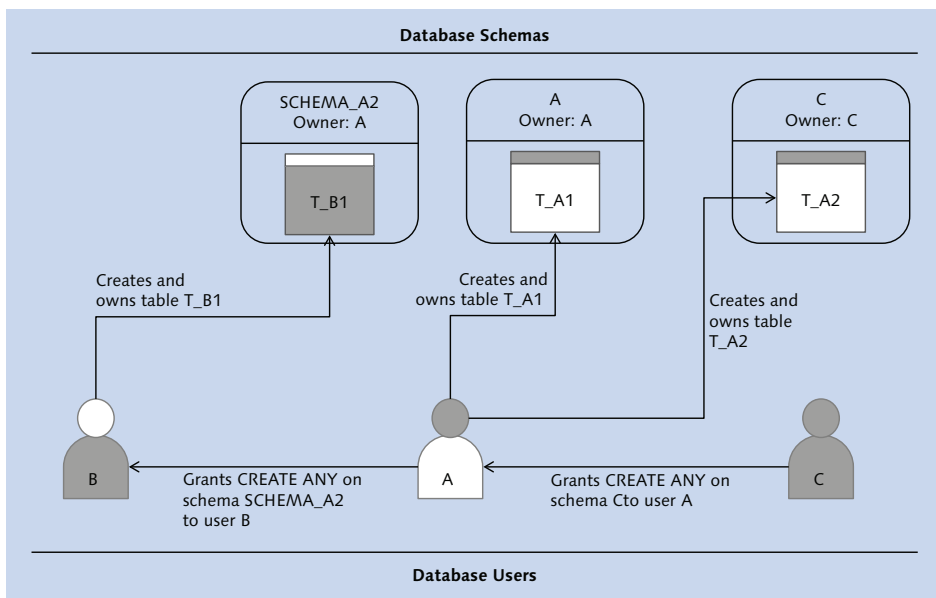 Database Schemas
SCHEMA_A2
Owner: A
A
Owner: A
C
Owner: C
T_B1
T_A1
T_A2
Creates and
owns table T_B1
Creates and
owns table T_A1
Creates and
owns table
T_A2
B
A
C
Grants CREATE ANY on
schema SCHEMA_A2
to user B
Grants CREATE ANY on
schema Cto user A
Database Users